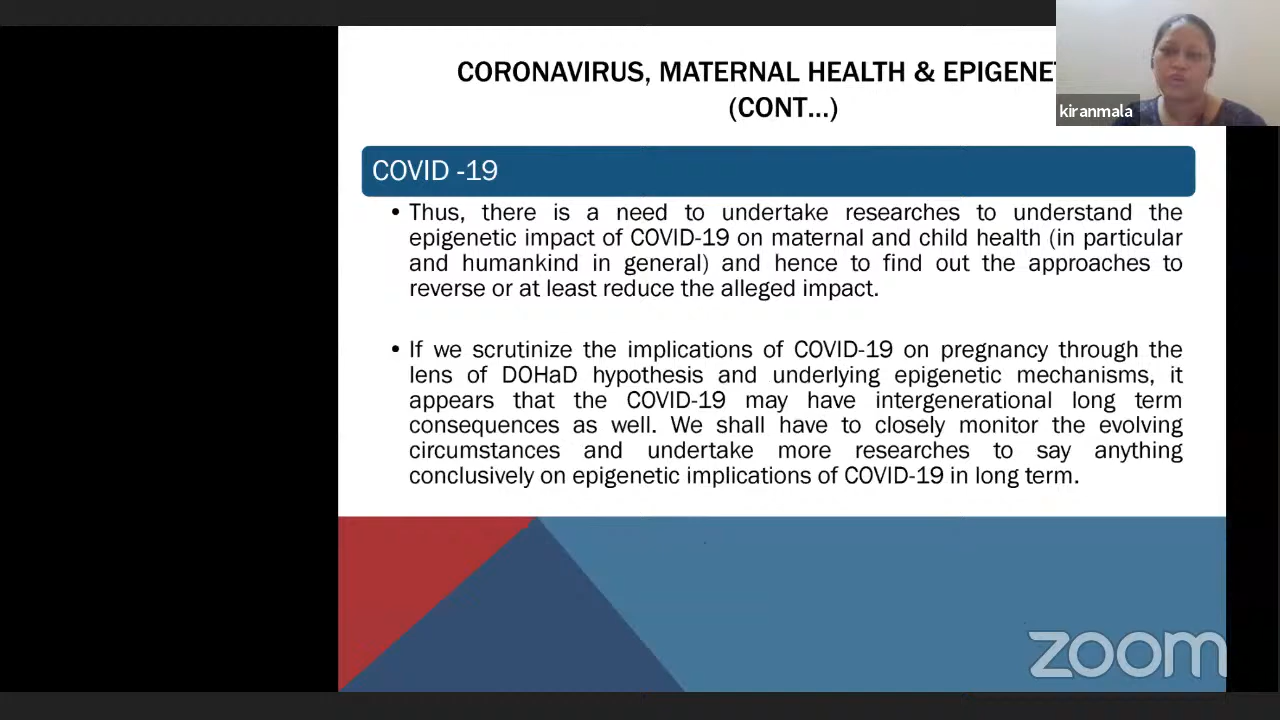 CORONAVIRUS, MATERNAL HEALTH & EPIGENE
(CONT...)
kiranmala
COVID -19
• Thus, there is a need to undertake researches to understand the
epigenetic impact of COVID-19 on maternal and child health (in particular
and humankind in general) and hence to find out the approaches to
reverse or at least reduce the alleged impact.
• If we scrutinize the implications of COVID-19 on pregnancy through the
lens of DOHaD hypothesis and underlying epigenetic mechanisms, it
appears that the COVID-19 may have intergenerational long term
consequences as well. We shall have to closely monitor the evolving
circumstances and undertake more researches to say anything
conclusively on epigenetic implications of COVID-19 in long term.
zoom